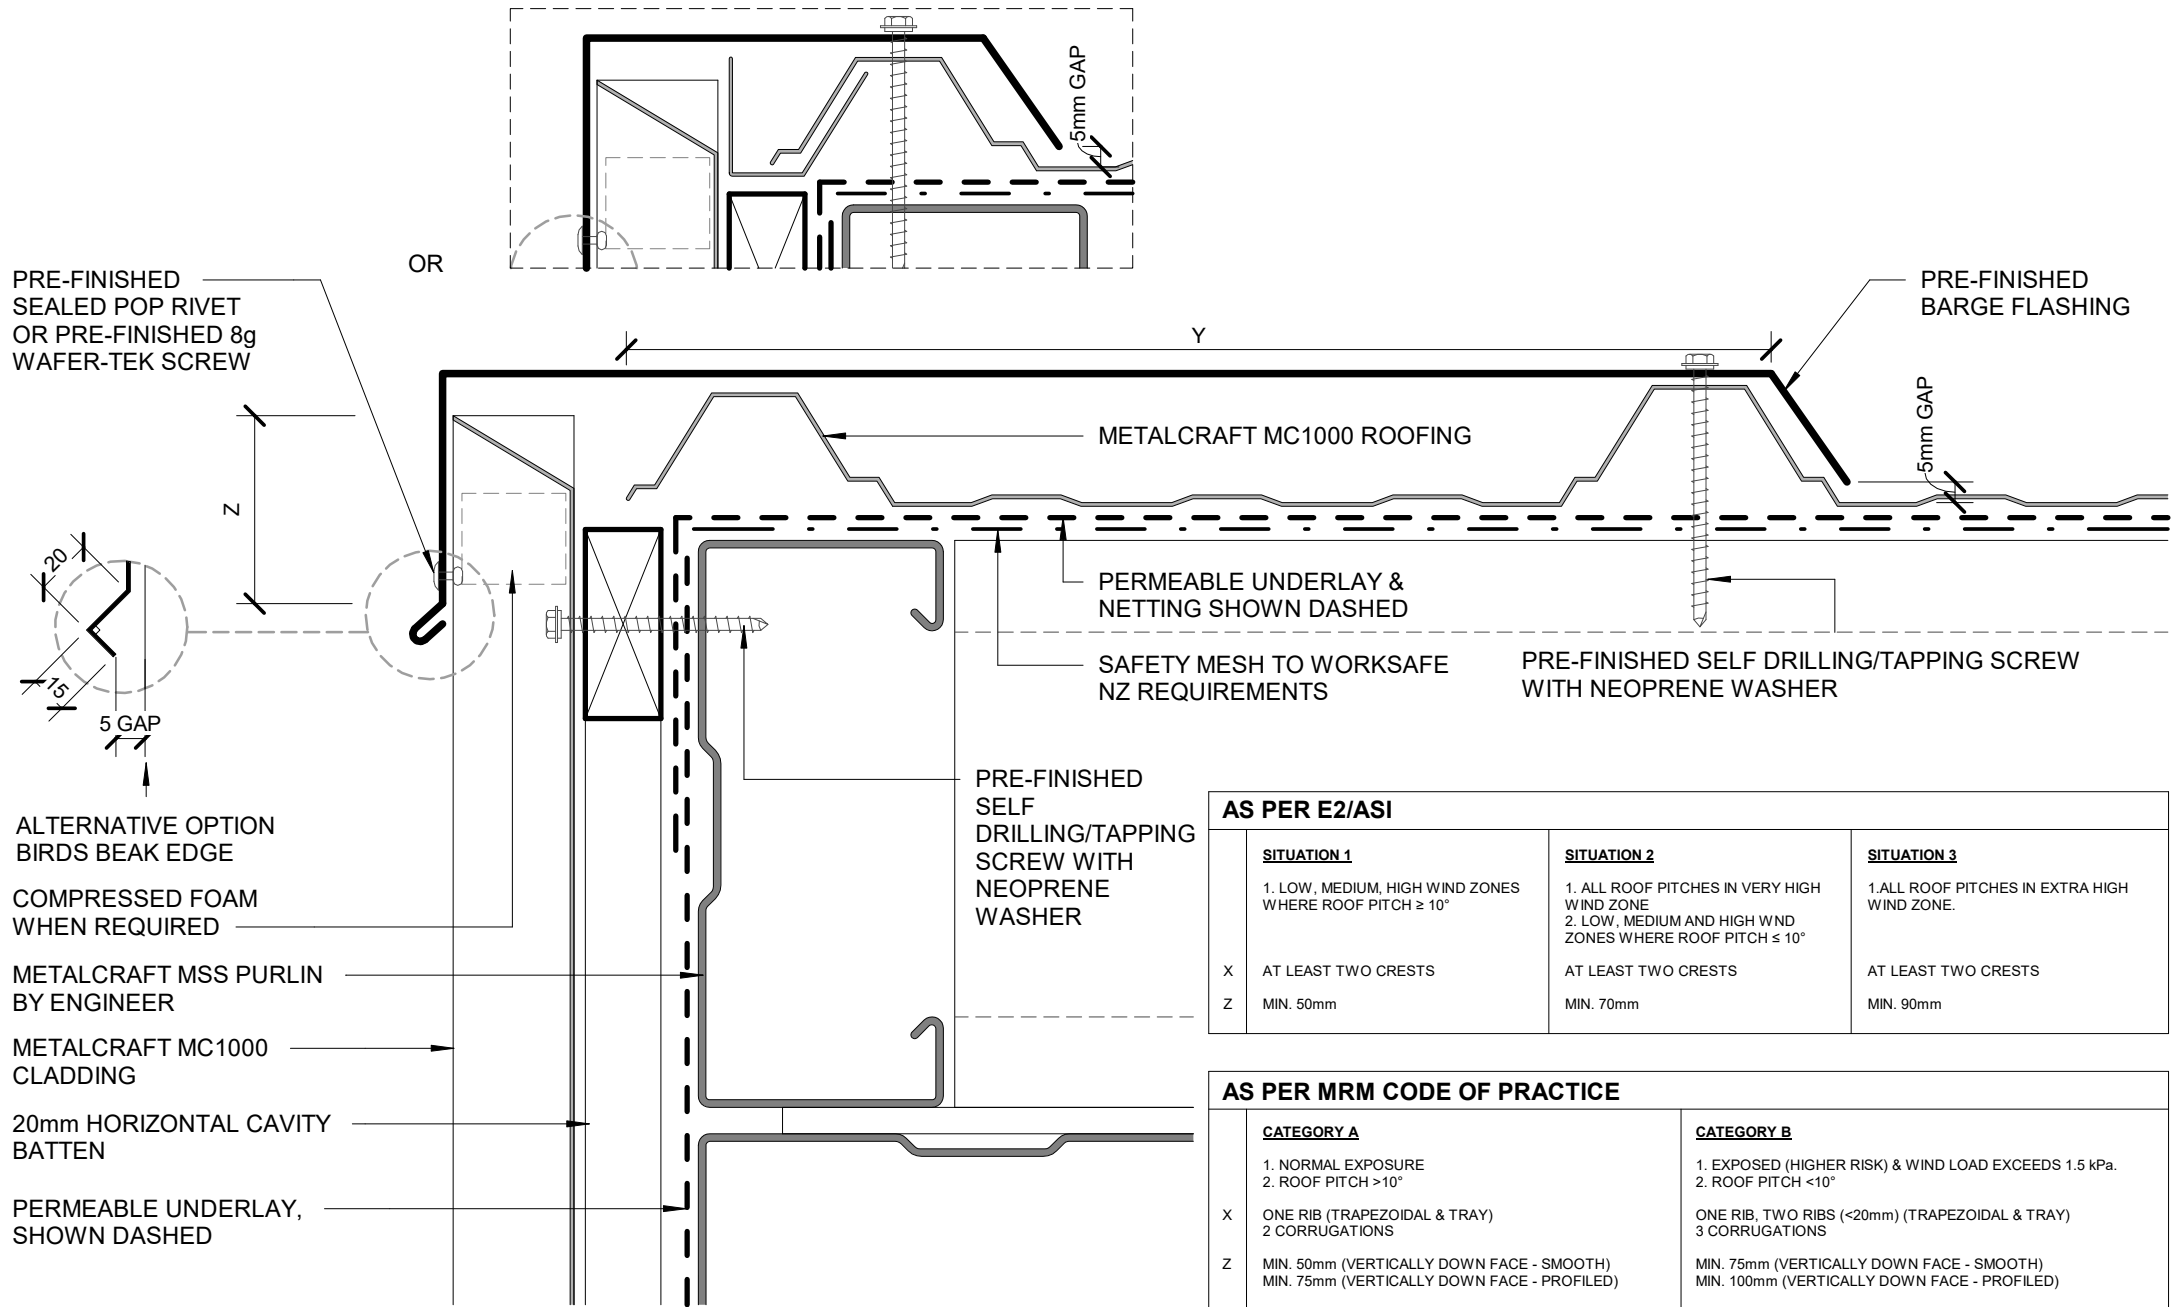 5mm GAP
OR
PRE-FINISHED
SEALED POP RIVET
OR PRE-FINISHED 8g
WAFER-TEK SCREW
PRE-FINISHED
BARGE FLASHING
Y
METALCRAFT MC1000 ROOFING
5mm GAP
Z
20
15
5 GAP
PERMEABLE UNDERLAY &
NETTING SHOWN DASHED
SAFETY MESH TO WORKSAFE
NZ REQUIREMENTS
PRE-FINISHED SELF DRILLING/TAPPING SCREW
WITH NEOPRENE WASHER
PRE-FINISHED
SELF
DRILLING/TAPPING
SCREW WITH
NEOPRENE
WASHER
ALTERNATIVE OPTION
BIRDS BEAK EDGE
COMPRESSED FOAM
WHEN REQUIRED
METALCRAFT MSS PURLIN
BY ENGINEER
METALCRAFT MC1000
CLADDING
20mm HORIZONTAL CAVITY
BATTEN
PERMEABLE UNDERLAY,
SHOWN DASHED
AS PER E2/ASI
SITUATION 1
1. LOW, MEDIUM, HIGH WIND ZONES
WHERE ROOF PITCH ≥ 10°
SITUATION 2
1. ALL ROOF PITCHES IN VERY HIGH
WIND ZONE
2. LOW, MEDIUM AND HIGH WND
ZONES WHERE ROOF PITCH ≤ 10°
SITUATION 3
1.ALL ROOF PITCHES IN EXTRA HIGH
WIND ZONE.
X AT LEAST TWO CRESTS AT LEAST TWO CRESTS AT LEAST TWO CRESTS
Z MIN. 50mm MIN. 70mm MIN. 90mm
AS PER MRM CODE OF PRACTICE
CATEGORY A
1. NORMAL EXPOSURE
2. ROOF PITCH >10°
CATEGORY B
1. EXPOSED (HIGHER RISK) & WIND LOAD EXCEEDS 1.5 kPa.
2. ROOF PITCH <10°
X ONE RIB (TRAPEZOIDAL & TRAY) ONE RIB, TWO RIBS (<20mm) (TRAPEZOIDAL & TRAY)
2 CORRUGATIONS 3 CORRUGATIONS
Z MIN. 50mm (VERTICALLY DOWN FACE - SMOOTH) MIN. 75mm (VERTICALLY DOWN FACE - SMOOTH)
MIN. 75mm (VERTICALLY DOWN FACE - PROFILED) MIN. 100mm (VERTICALLY DOWN FACE - PROFILED)